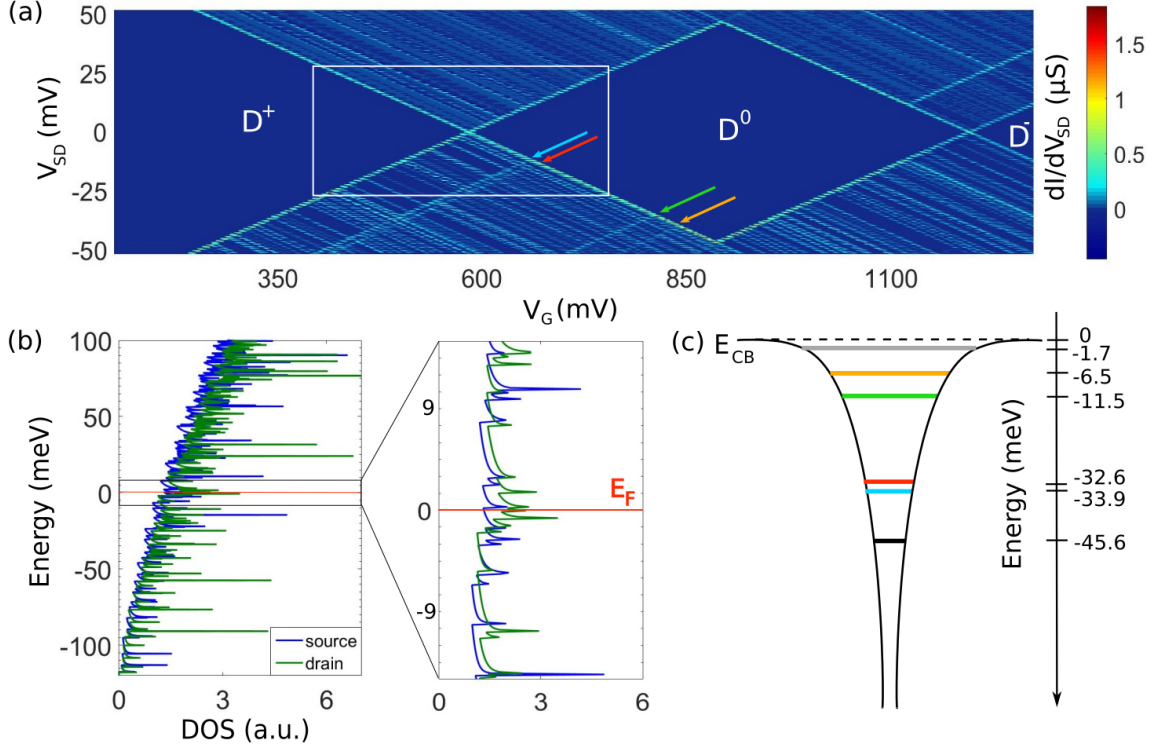 (a)
50
25
0
-25
-50
V_SD (mV)
D⁺
D⁰
D⁻
350 600 850 1100
V_G (mV)
1.5
1
0.5
0
dI/dV_SD (µS)
(b)
100
50
0
-50
-100
Energy (meV)
source
drain
0 3 6
DOS (a.u.)
9
0
-9
E_F
0 3 6
(c)
E_CB
0
-1.7
-6.5
-11.5
-32.6
-33.9
-45.6
Energy (meV)